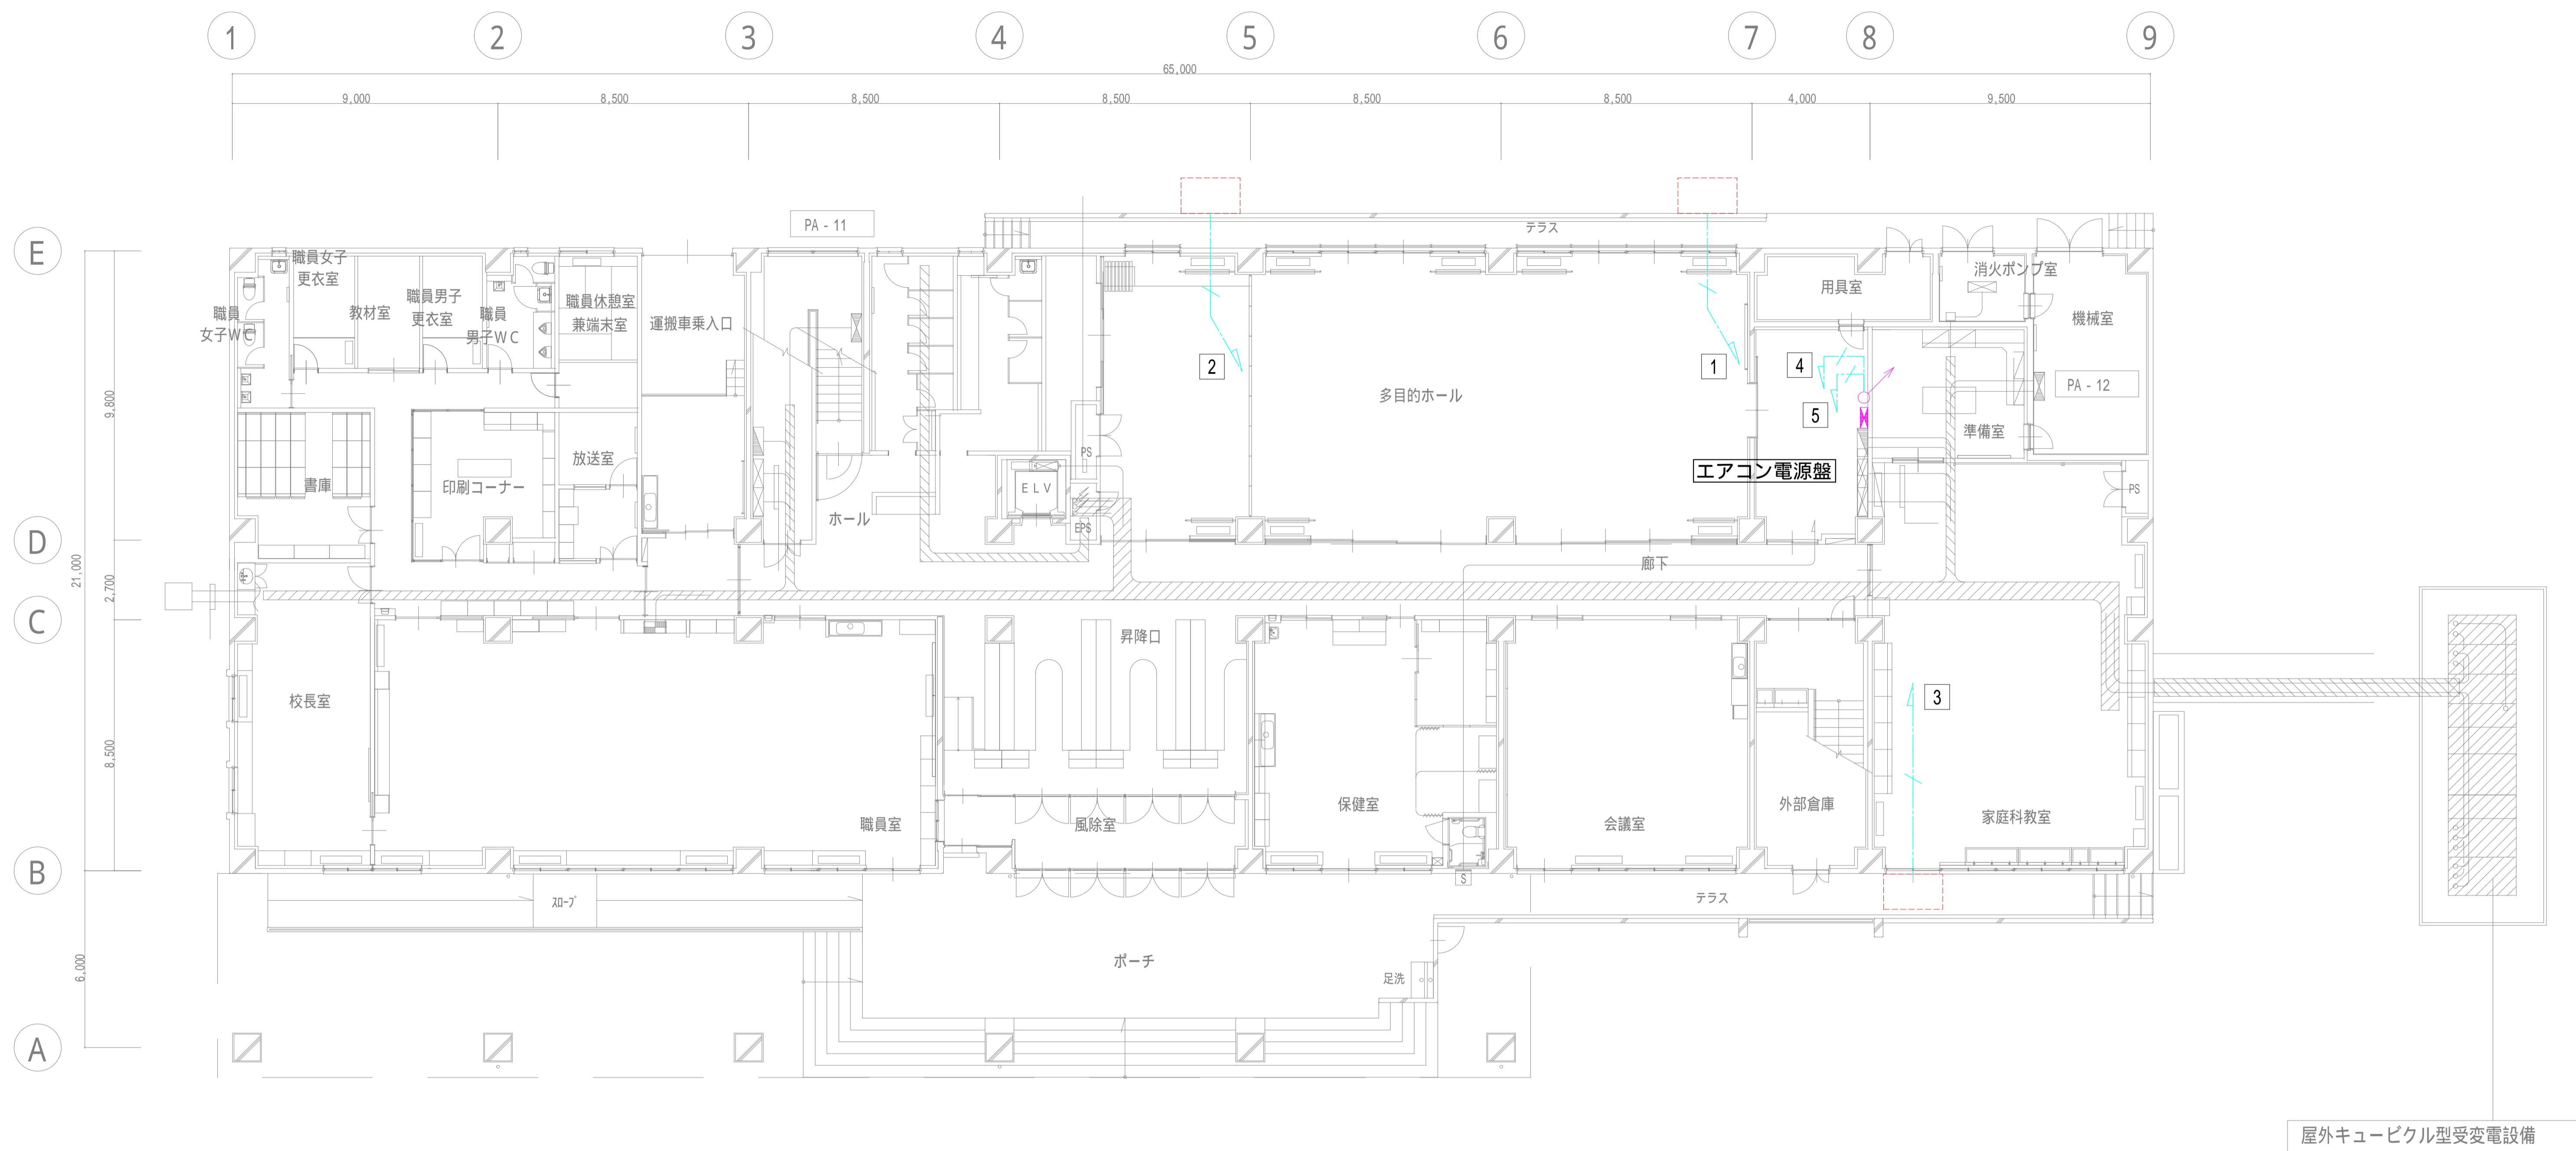 1 2 3 4 5 6 7 8 9
65,000
9,000 8,500 8,500 8,500 8,500 8,500 4,000 9,500
PA - 11
テラス
E
職員女子
更衣室
教材室
職員男子
更衣室
職員
女子WC
職員
男子WC
職員休憩室
兼端末室
運搬車乗入口
用具室
消火ポンプ室
機械室
2
1
4
5
多目的ホール
PA - 12
9,800
準備室
PS
エアコン電源盤
書庫
印刷コーナー
放送室
ELV
PS
ホール
EPS
D
廊下
21,000
2,700
C
昇降口
校長室
3
8,500
職員室
風除室
保健室
会議室
外部倉庫
家庭科教室
B
S
スロープ
テラス
6,000
ポーチ
足洗
A
屋外キュービクル型受変電設備